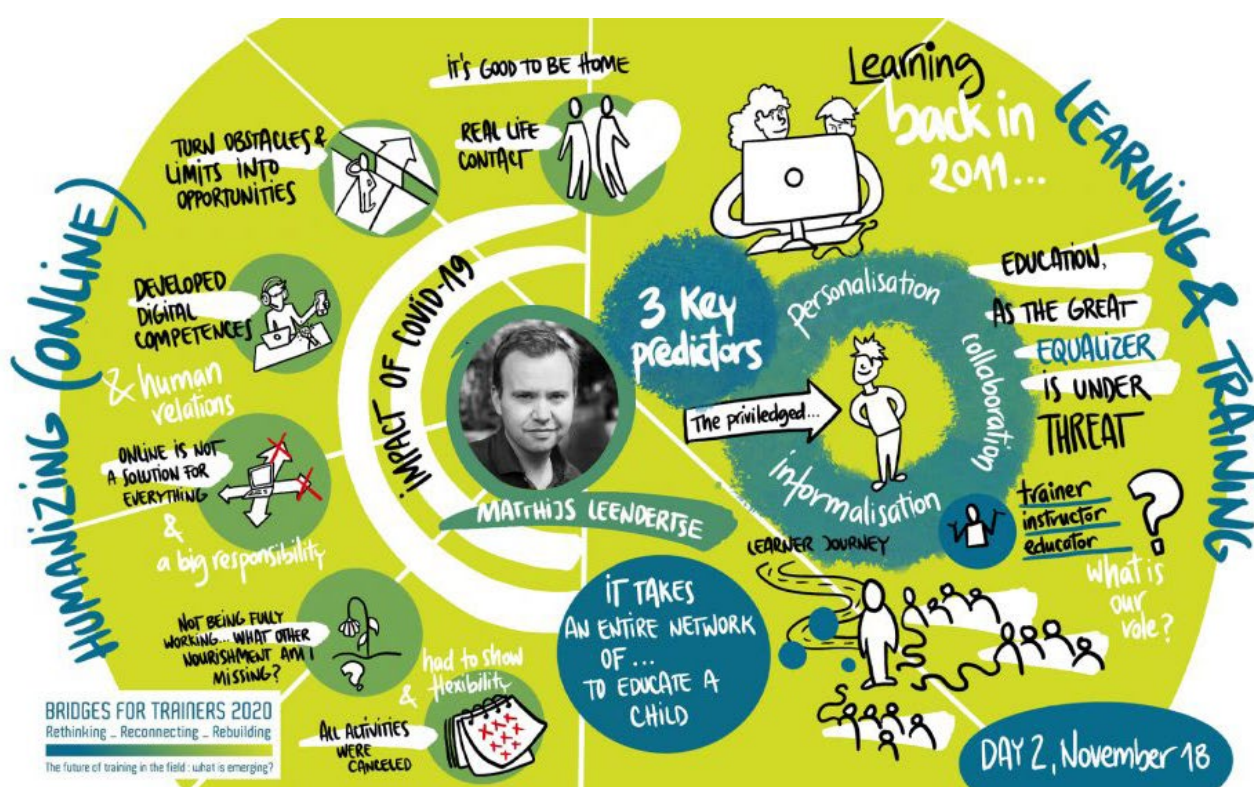 HUMANIZING (ONLINE)
IT'S GOOD TO BE HOME
REAL LIFE
CONTACT
TURN OBSTACLES &
LIMITS INTO
OPPORTUNITIES
DEVELOPED
DIGITAL
COMPETENCES
& human
relations
ONLINE IS NOT
A SOLUTION FOR
EVERYTHING
&
a big responsibility
NOT BEING FULLY
WORKING... WHAT OTHER
NOURISHMENT AM I
MISSING?
?
had to show
& flexibility
ALL ACTIVITIES
WERE
CANCELED
IMPACT OF COVID-19
MATTHIJS LEENDERTSE
LEARNING & TRAINING
Learning
back in
2011...
3 Key
predictors
personalisation
collaboration
informalisation
The priviledged...
EDUCATION,
AS THE GREAT
EQUALIZER
IS UNDER
THREAT
trainer
instructor
educator
?
what is
our
role?
LEARNER JOURNEY
IT TAKES
AN ENTIRE NETWORK
OF...
TO EDUCATE A
CHILD
BRIDGES FOR TRAINERS 2020
Rethinking _ Reconnecting _ Rebuilding
The future of training in the field : what is emerging?
DAY 2, November 18